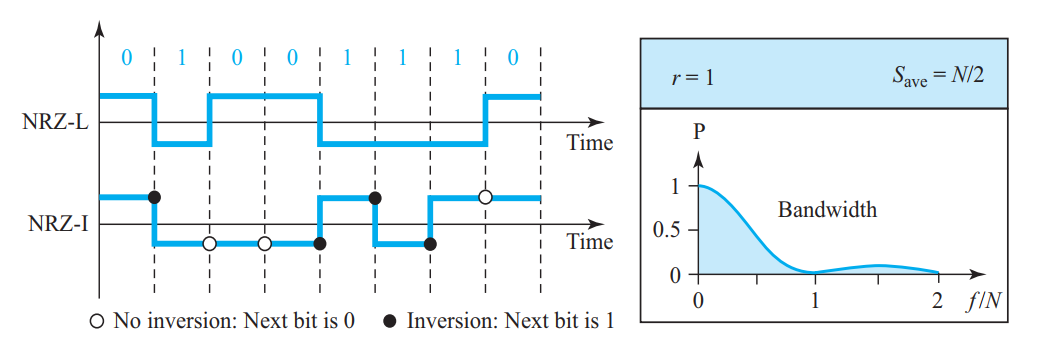 0 1 0 0 1 1 1 0
NRZ-L
Time
NRZ-I
Time
No inversion: Next bit is 0 Inversion: Next bit is 1
r = 1 Save = N/2
P
1
Bandwidth
0.5
0
0 1 2 f/N